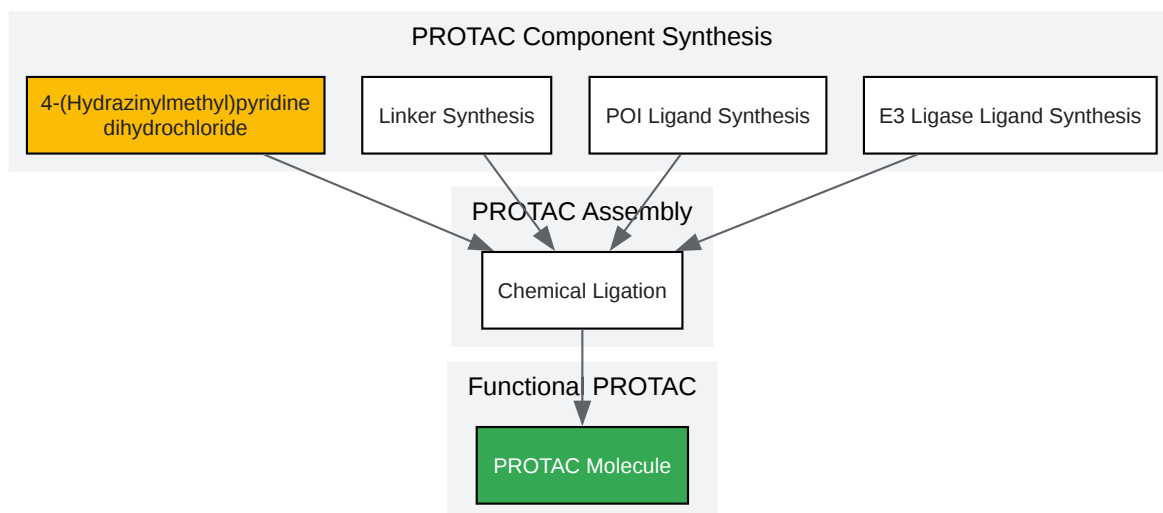 PROTAC Component Synthesis
4-(Hydrazinylmethyl)pyridine
dihydrochloride
Linker Synthesis
POI Ligand Synthesis
E3 Ligase Ligand Synthesis
PROTAC Assembly
Chemical Ligation
Functional PROTAC
PROTAC Molecule